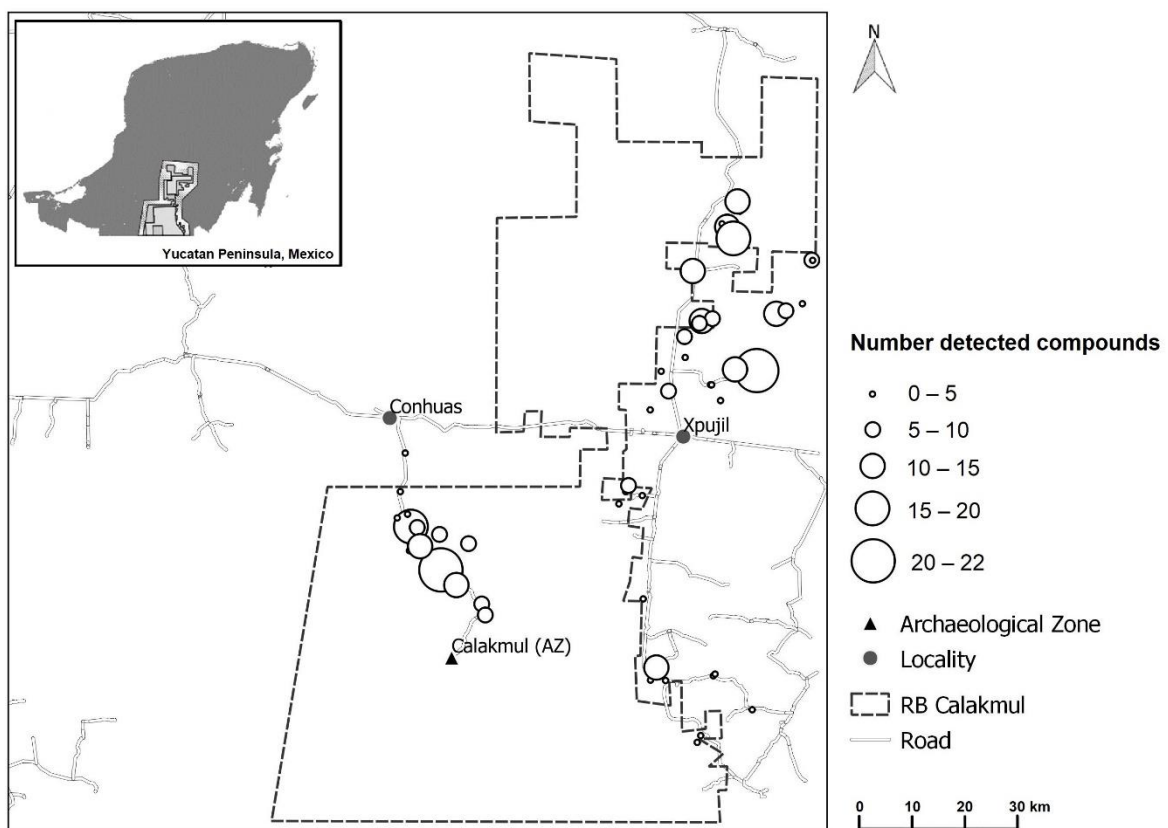 Yucatan Peninsula, Mexico
N
Conhuas
Xpujil
Calakmul (AZ)
Number detected compounds
0 – 5
5 – 10
10 – 15
15 – 20
20 – 22
Archaeological Zone
Locality
RB Calakmul
Road
0 10 20 30 km